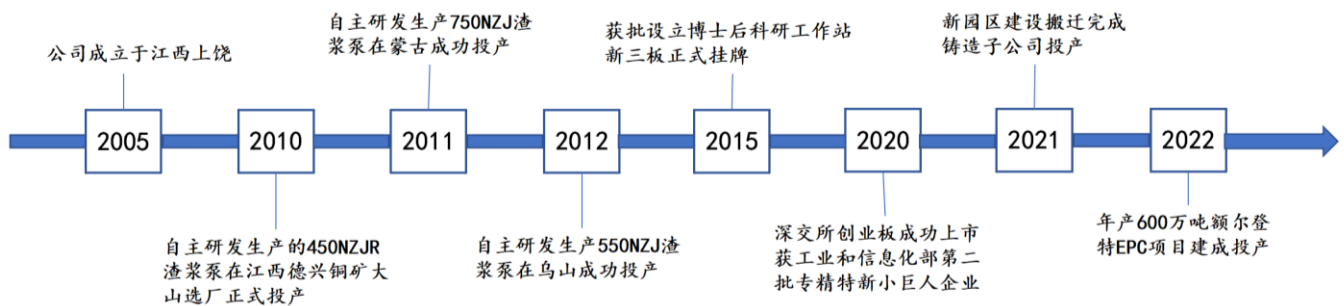 公司成立于江西上饶
2005
自主研发生产的450NZJR
渣浆泵在江西德兴铜矿大
山选厂正式投产
2010
自主研发生产750NZJ渣
浆泵在蒙古成功投产
2011
自主研发生产550NZJ渣
浆泵在乌山成功投产
2012
获批设立博士后科研工作站
新三板正式挂牌
2015
深交所创业板成功上市
获工业和信息化部第二
批专精特新小巨人企业
2020
新园区建设搬迁完成
铸造子公司投产
2021
年产600万吨额尔登
特EPC项目建成投产
2022